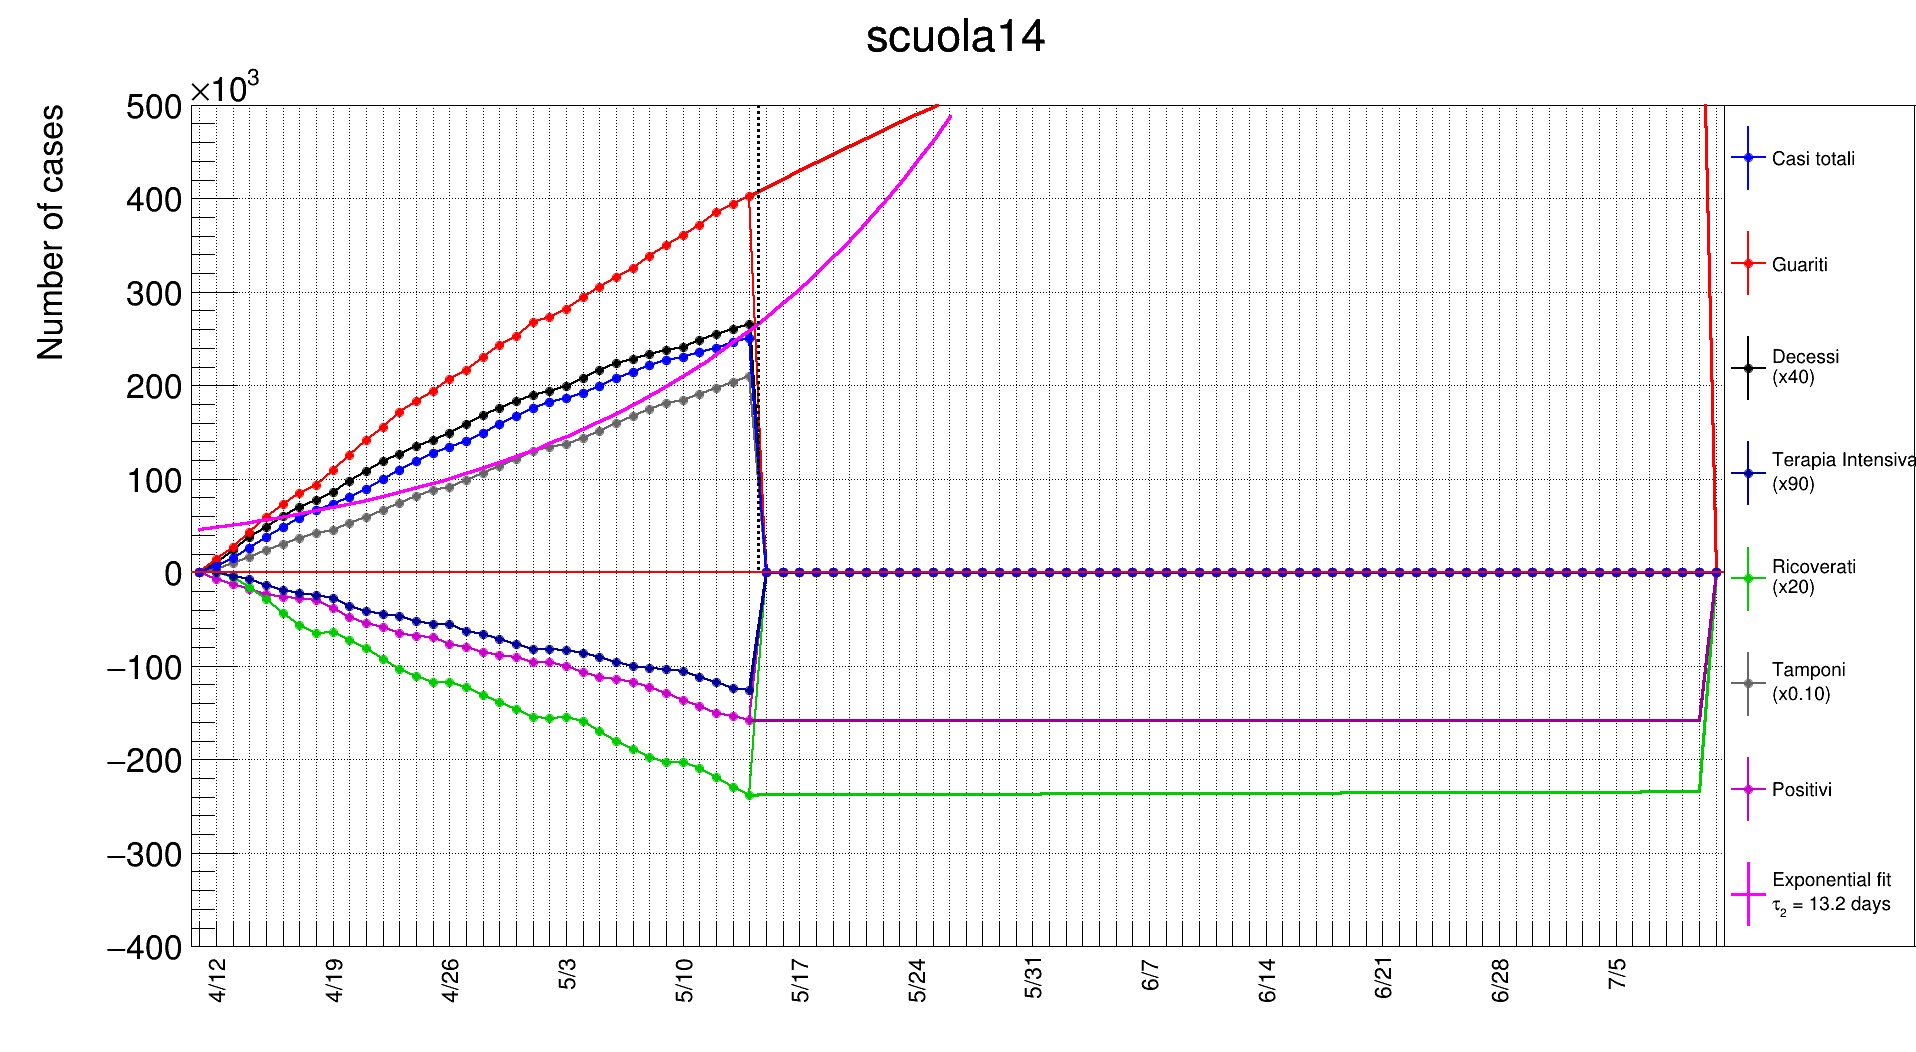 scuola14
×10³
Number of cases
500
400
300
200
100
0
−100
−200
−300
−400
4/12
4/19
4/26
5/3
5/10
5/17
5/24
5/31
6/7
6/14
6/21
6/28
7/5
Casi totali
Guariti
Decessi
(x40)
Terapia Intensiva
(x90)
Ricoverati
(x20)
Tamponi
(x0.10)
Positivi
Exponential fit
τ₂ = 13.2 days